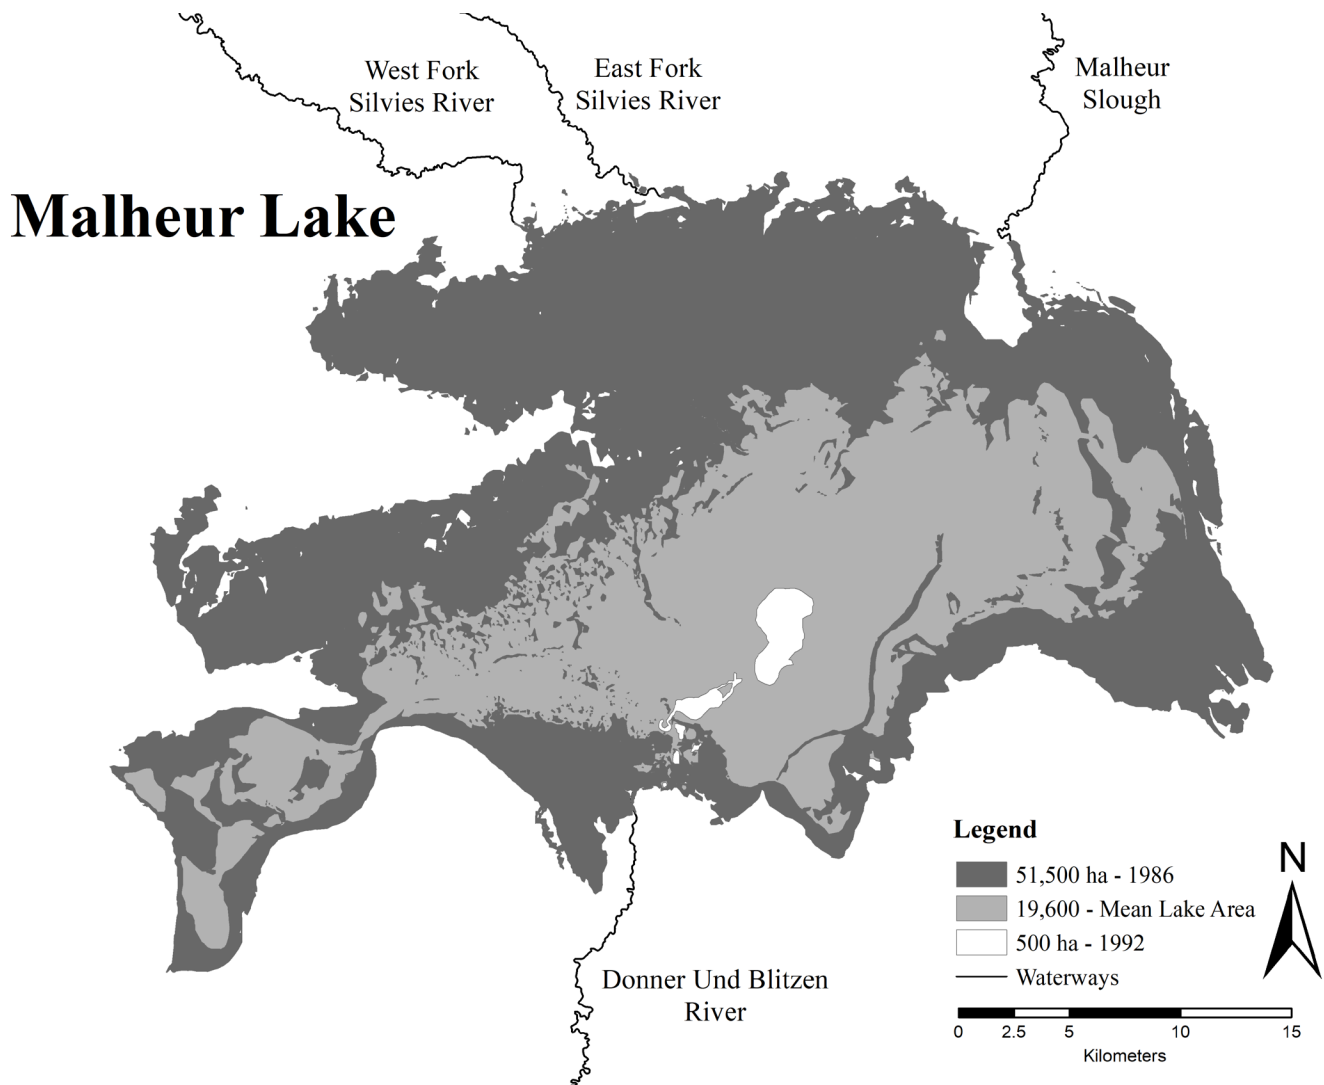 West Fork
Silvies River
East Fork
Silvies River
Malheur
Slough
Malheur Lake
Legend
51,500 ha - 1986
19,600 - Mean Lake Area
500 ha - 1992
Waterways
N
Donner Und Blitzen
River
0 2.5 5 10 15
Kilometers